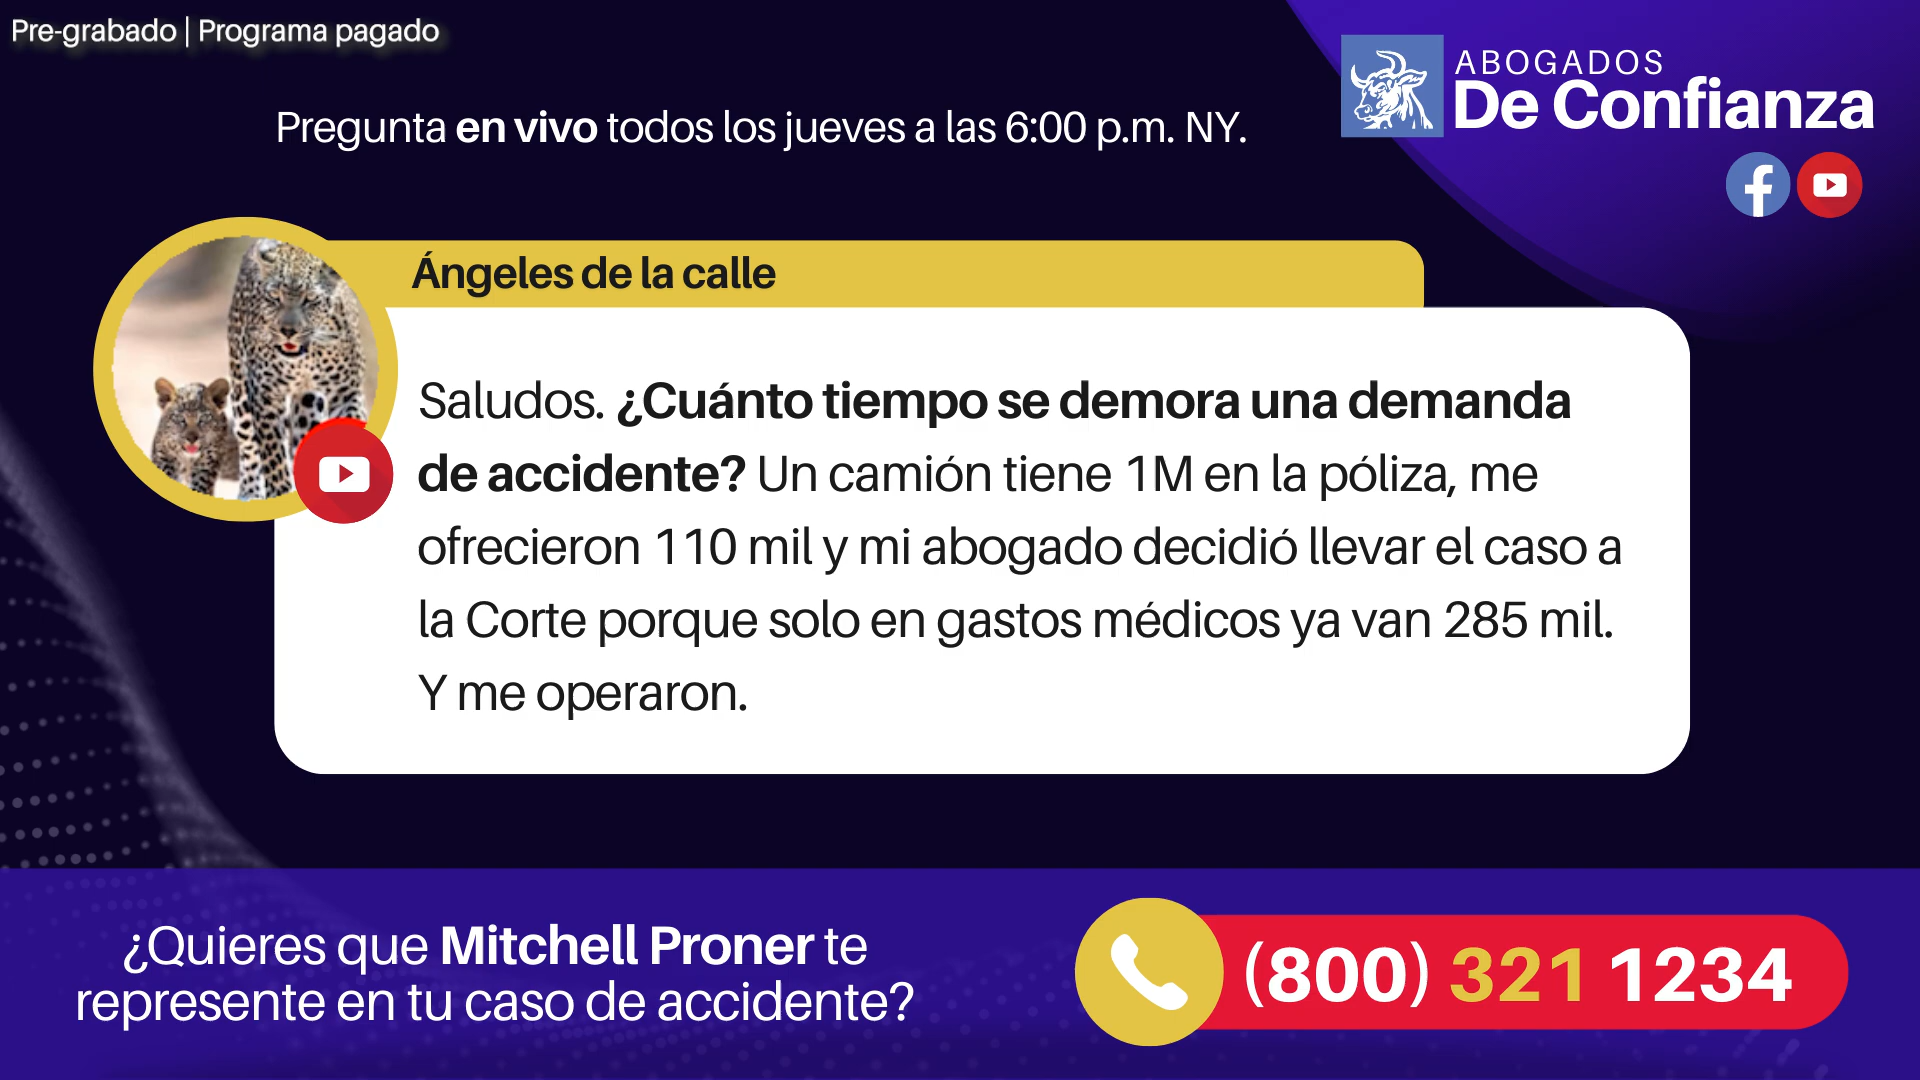 Pre-grabado | Programa pagado
ABOGADOS
De Confianza
Pregunta en vivo todos los jueves a las 6:00 p.m. NY.
Ángeles de la calle
Saludos. ¿Cuánto tiempo se demora una demanda
de accidente? Un camión tiene 1M en la póliza, me
ofrecieron 110 mil y mi abogado decidió llevar el caso a
la Corte porque solo en gastos médicos ya van 285 mil.
Y me operaron.
¿Quieres que Mitchell Proner te
represente en tu caso de accidente?
(800) 321 1234